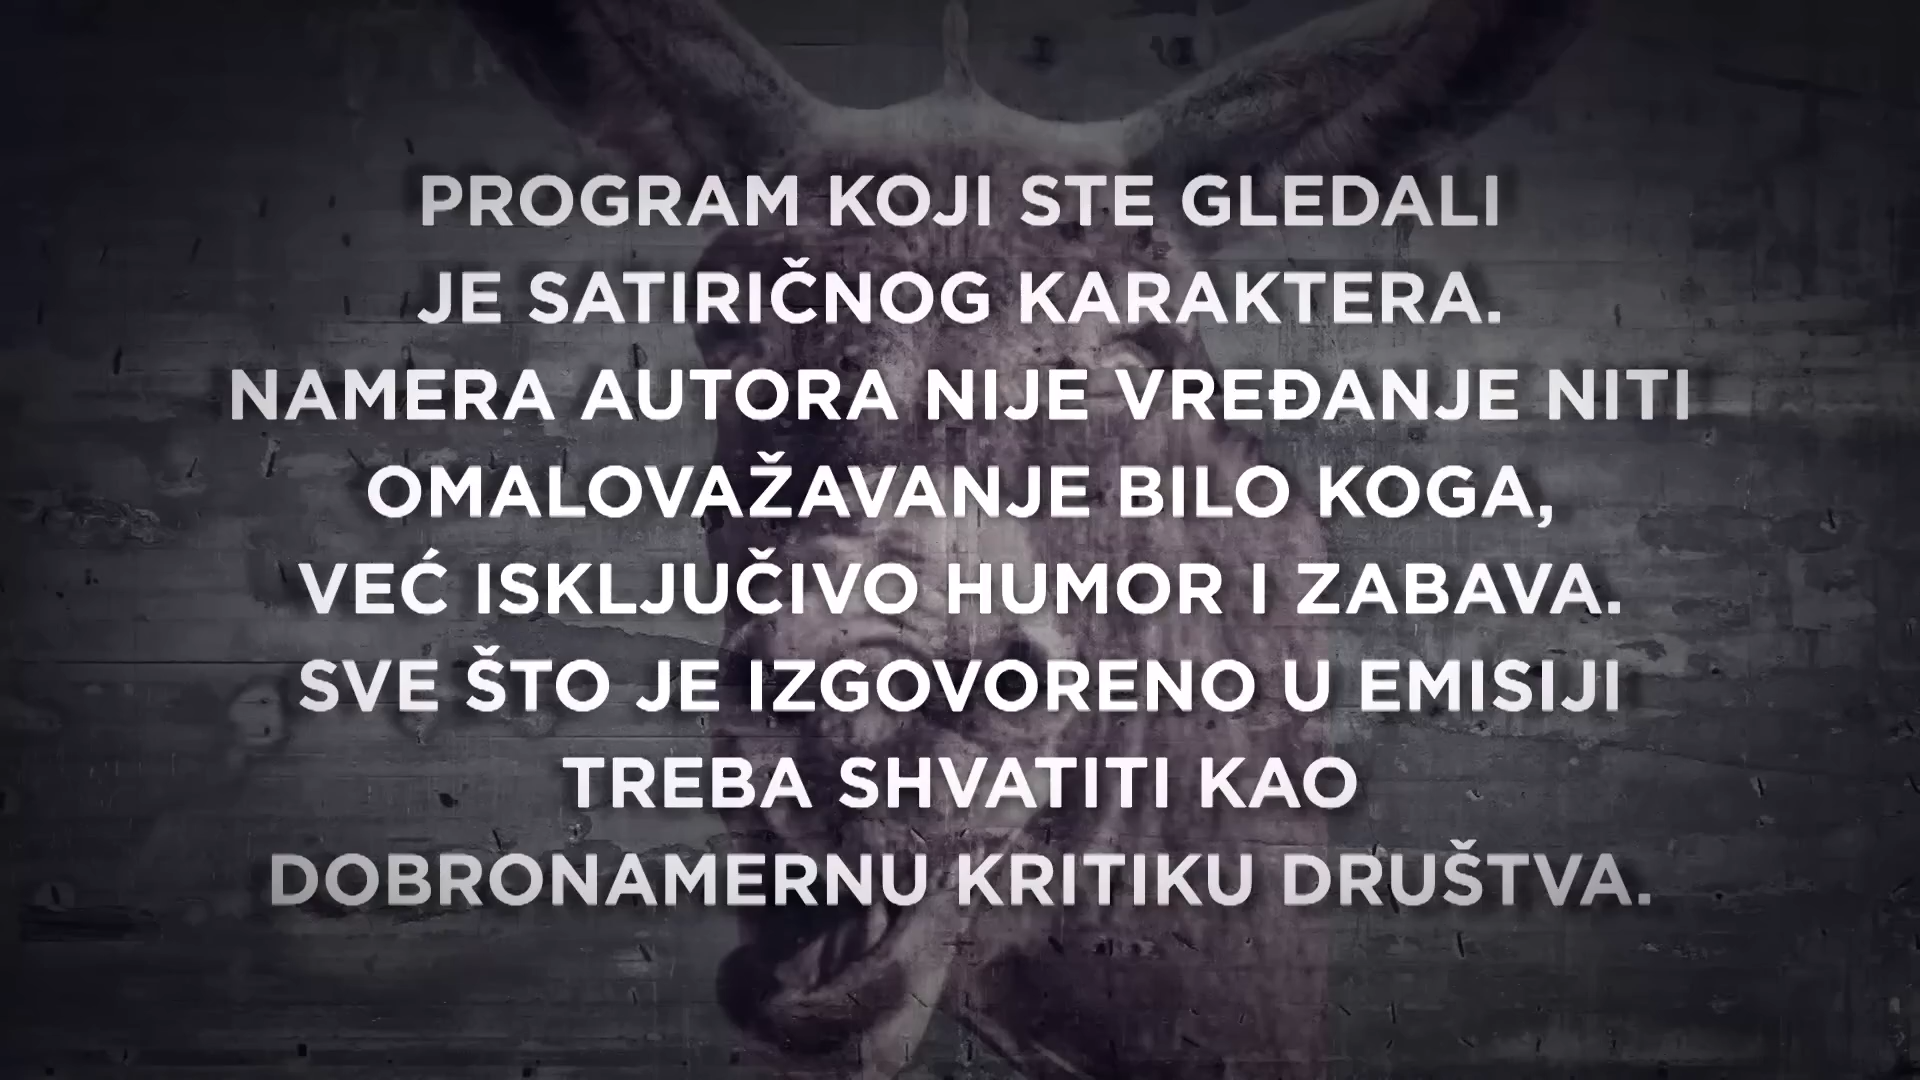 PROGRAM KOJI STE GLEDALI
JE SATIRIČNOG KARAKTERA.
NAMERA AUTORA NIJE VREĐANJE NITI
OMALOVAŽAVANJE BILO KOGA,
VEĆ ISKLJUČIVO HUMOR I ZABAVA.
SVE ŠTO JE IZGOVORENO U EMISIJI
TREBA SHVATITI KAO
DOBRONAMERNU KRITIKU DRUŠTVA.